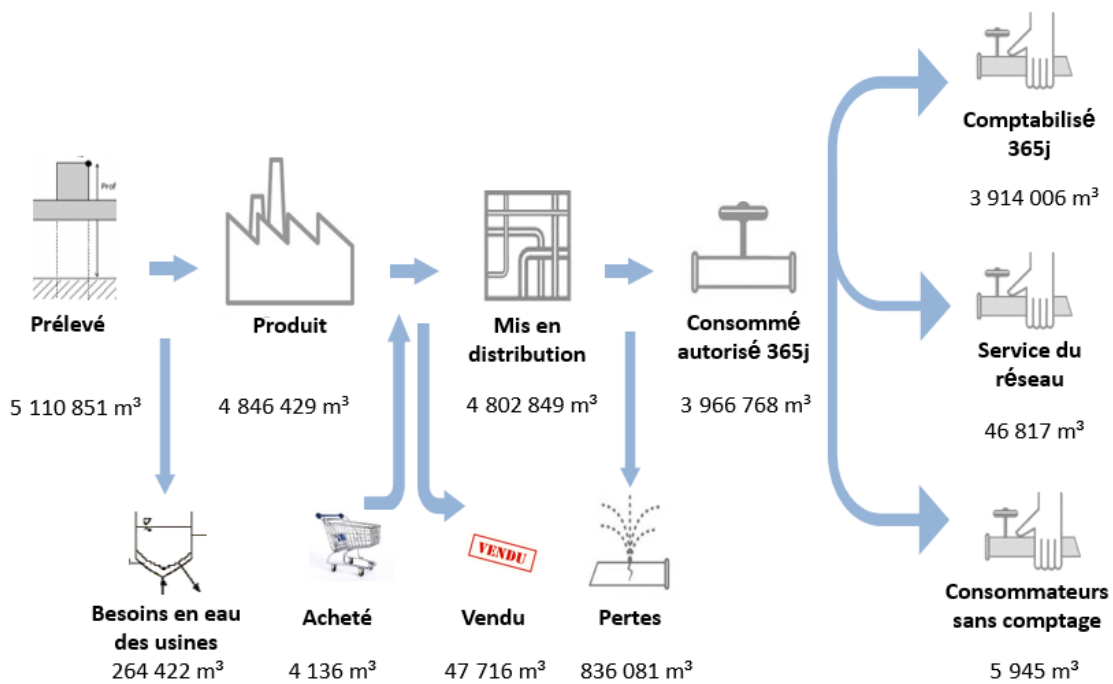 Comptabilisé
365j
3 914 006 m³
Prof
Prélevé
Produit
Mis en
distribution
Consommé
autorisé 365j
Service du
réseau
5 110 851 m³
4 846 429 m³
4 802 849 m³
3 966 768 m³
46 817 m³
VENDU
Besoins en eau
des usines
264 422 m³
Acheté
4 136 m³
Vendu
47 716 m³
Pertes
836 081 m³
Consommateurs
sans comptage
5 945 m³